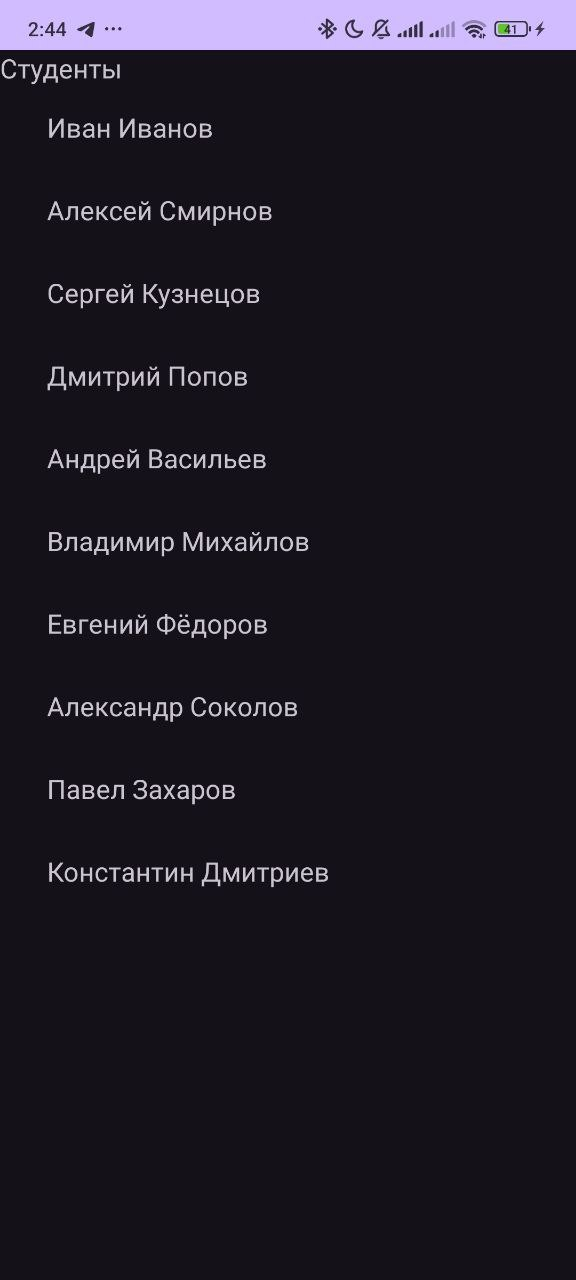 2:44
41
Студенты
Иван Иванов
Алексей Смирнов
Сергей Кузнецов
Дмитрий Попов
Андрей Васильев
Владимир Михайлов
Евгений Фёдоров
Александр Соколов
Павел Захаров
Константин Дмитриев